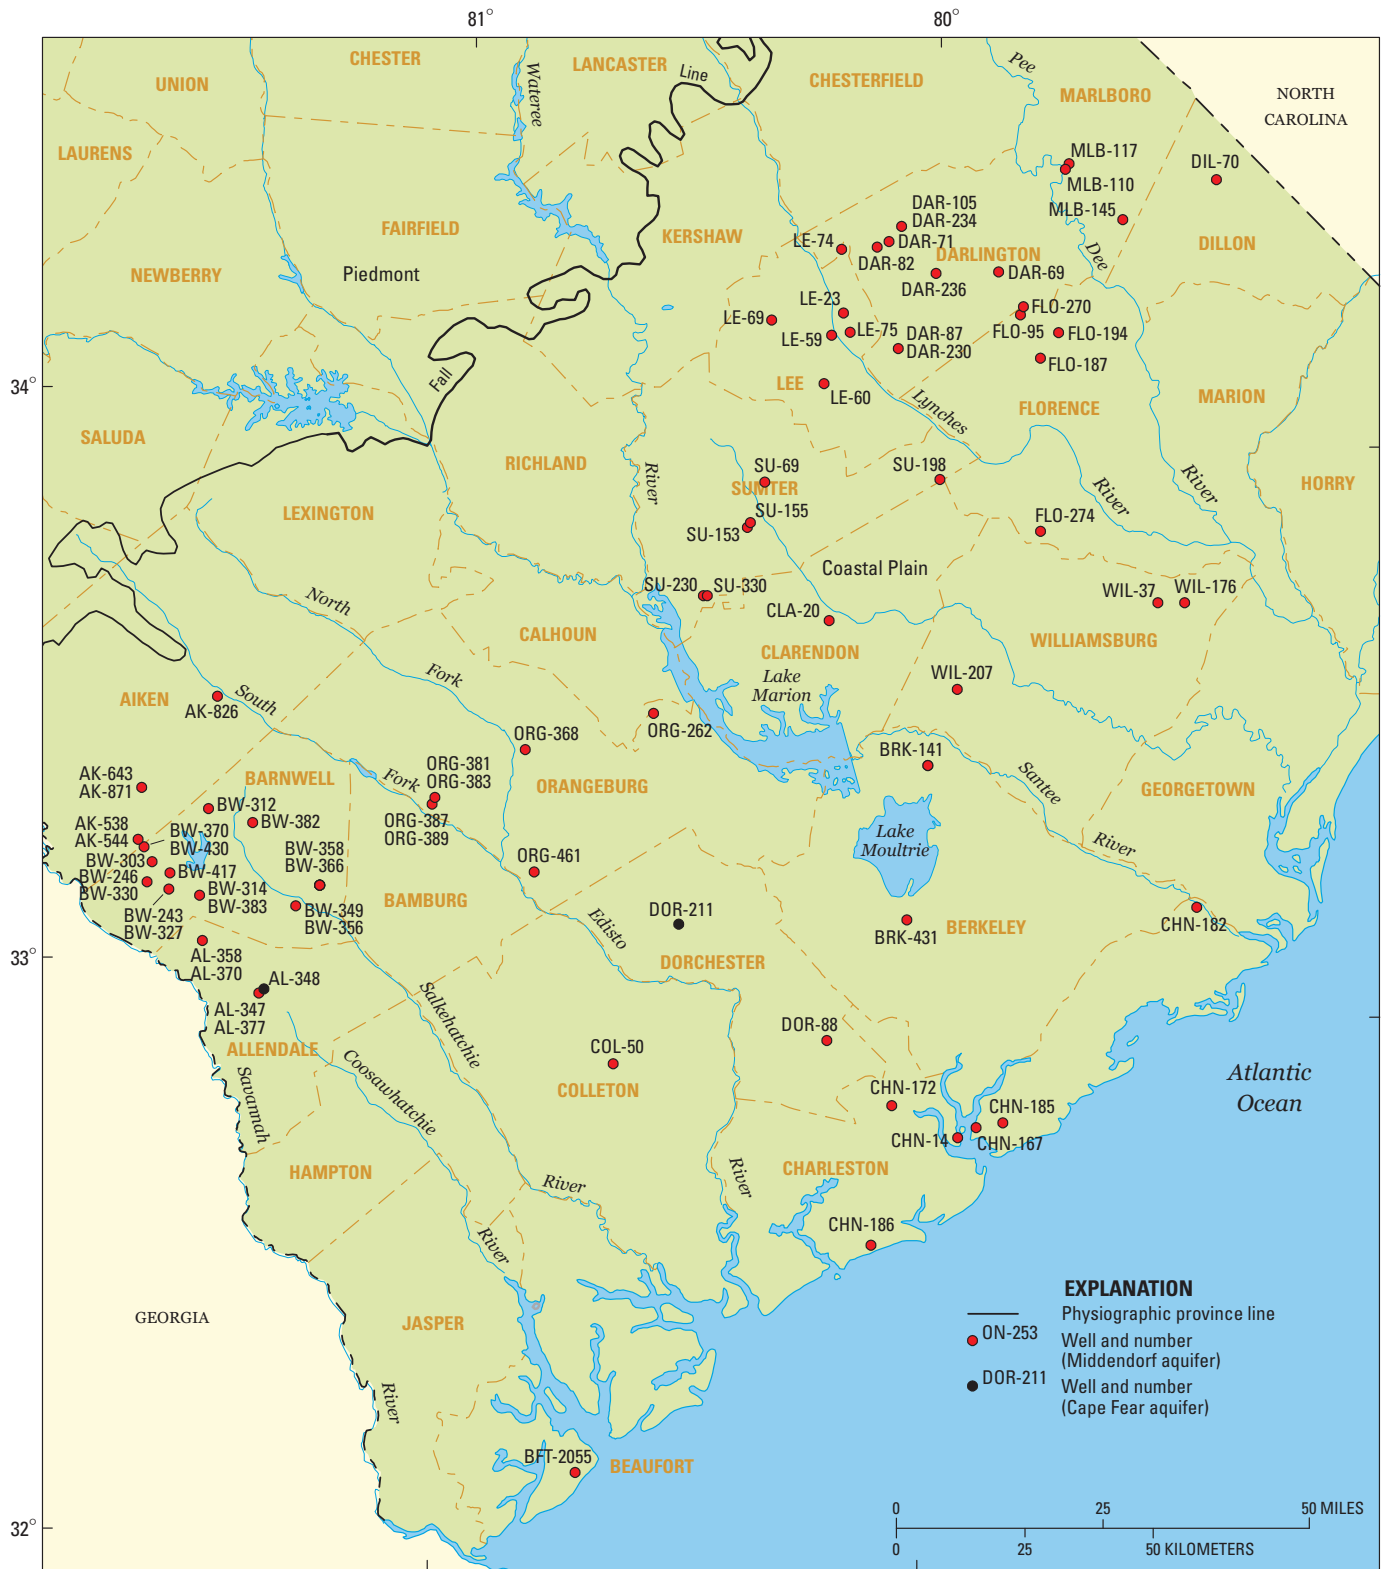 81°
80°
UNION
CHESTER
LANCASTER
Line
CHESTERFIELD
Pee
MARLBORO
NORTH
CAROLINA
Wateree
LAURENS
MLB-117
DIL-70
MLB-110
DAR-105
DAR-234
MLB-145
FAIRFIELD
KERSHAW
LE-74
DAR-71
DILLON
DAR-82
DARLINGTON
Dee
NEWBERRY
Piedmont
DAR-69
DAR-236
LE-23
FLO-270
LE-69
LE-75
DAR-87
FLO-95
FLO-194
LE-59
DAR-230
FLO-187
34°
Fall
LEE
LE-60
Lynches
FLORENCE
MARION
SALUDA
RICHLAND
River
SU-69
SU-198
SUMTER
River
River
HORRY
LEXINGTON
SU-155
SU-153
FLO-274
Coastal Plain
SU-230
SU-330
WIL-37
WIL-176
North
CLA-20
CALHOUN
WILLIAMSBURG
CLARENDON
Fork
Lake
Marion
WIL-207
AIKEN
South
AK-826
ORG-262
ORG-368
BRK-141
ORG-381
ORG-383
AK-643
AK-871
BARNWELL
Fork
ORANGEBURG
Santee
GEORGETOWN
BW-312
ORG-387
ORG-389
BW-382
AK-538
AK-544
BW-370
BW-430
Lake
Moultrie
River
BW-358
BW-366
BW-303
BW-246
BW-330
BW-417
ORG-461
BW-314
BW-383
BAMBURG
BW-243
BW-327
BW-349
BW-356
DOR-211
Edisto
BRK-431
BERKELEY
CHN-182
33°
AL-358
AL-370
DORCHESTER
AL-348
AL-347
AL-377
Salkehatchie
DOR-88
ALLENDALE
COL-50
Coosawhatchie
Savannah
COLLETON
Atlantic
Ocean
CHN-172
CHN-185
CHN-14
CHN-167
HAMPTON
River
River
CHARLESTON
River
CHN-186
GEORGIA
JASPER
River
BFT-2055
BEAUFORT
EXPLANATION
Physiographic province line
ON-253
Well and number
(Middendorf aquifer)
DOR-211
Well and number
(Cape Fear aquifer)
32°
0
25
50 MILES
0
25
50 KILOMETERS